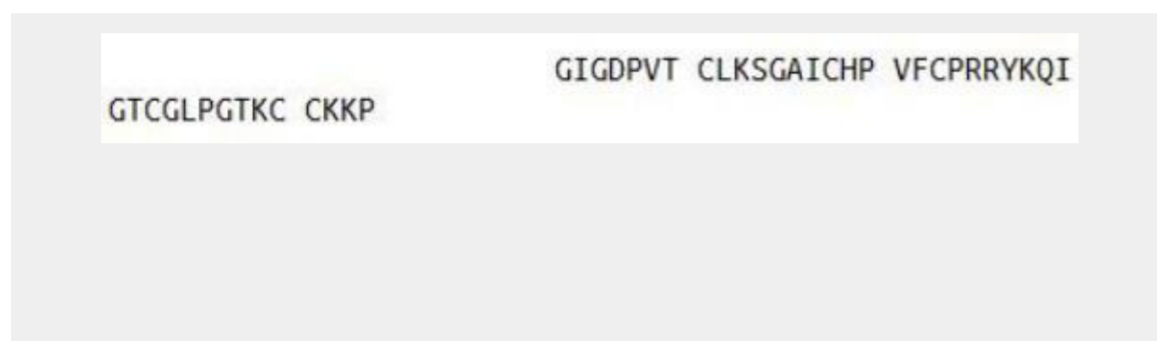 GIGDPVT CLKSGAICHP VFCPRRYKQI
GTCGLPGTKC CKKP